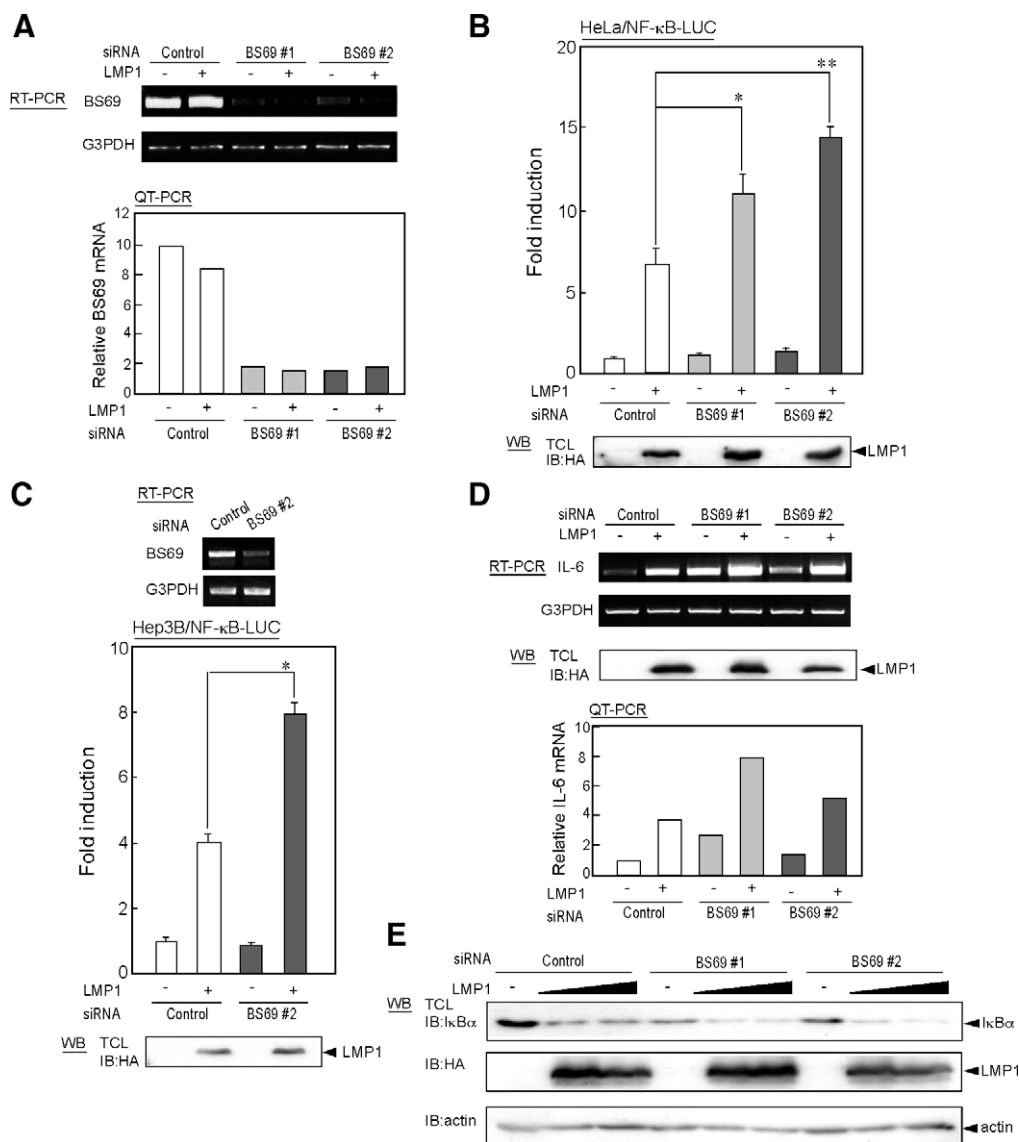 A
siRNA Control BS69 #1 BS69 #2
LMP1 - + - + - +
RT-PCR BS69
G3PDH
QT-PCR
Relative BS69 mRNA
12
10
8
6
4
2
0
LMP1 - + - + - +
siRNA Control BS69 #1 BS69 #2
B
HeLa/NF-κB-LUC
Fold induction
20
15
10
5
0
*
**
LMP1 - + - + - +
siRNA Control BS69 #1 BS69 #2
WB TCL
IB:HA
LMP1
C
RT-PCR
siRNA Control BS69 #2
BS69
G3PDH
Hep3B/NF-κB-LUC
Fold induction
10
8
6
4
2
0
*
LMP1 - + - +
siRNA Control BS69 #2
WB TCL
IB:HA
LMP1
D
siRNA Control BS69 #1 BS69 #2
LMP1 - + - + - +
RT-PCR IL-6
G3PDH
WB TCL
IB:HA
LMP1
QT-PCR
Relative IL-6 mRNA
10
8
6
4
2
0
LMP1 - + - + - +
siRNA Control BS69 #1 BS69 #2
E
siRNA Control BS69 #1 BS69 #2
LMP1 - - -
WB TCL
IB:IκBα
IκBα
IB:HA
LMP1
IB:actin
actin